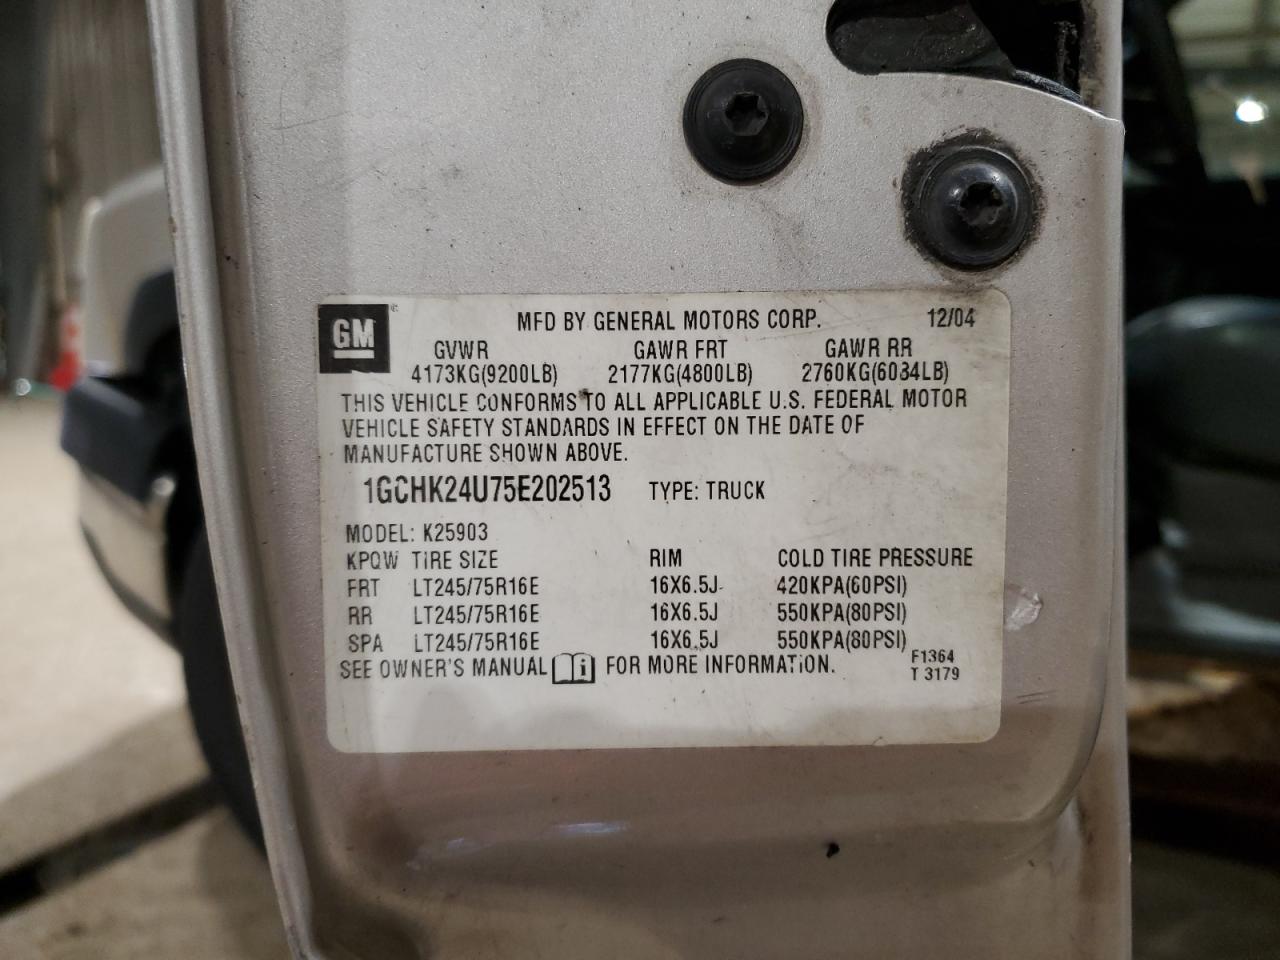 GM
MFD BY GENERAL MOTORS CORP. 12/04
GVWR GAWR FRT GAWR RR
4173KG(9200LB) 2177KG(4800LB) 2760KG(6084LB)
THIS VEHICLE CONFORMS TO ALL APPLICABLE U.S. FEDERAL MOTOR
VEHICLE SAFETY STANDARDS IN EFFECT ON THE DATE OF
MANUFACTURE SHOWN ABOVE.
1GCHK24U75E202513 TYPE: TRUCK
MODEL: K25903
KPQW TIRE SIZE RIM COLD TIRE PRESSURE
FRT LT245/75R16E 16X6.5J 420KPA(60PSI)
RR LT245/75R16E 16X6.5J 550KPA(80PSI)
SPA LT245/75R16E 16X6.5J 550KPA(80PSI)
SEE OWNER'S MANUAL i FOR MORE INFORMATION.
F1364
T 3179